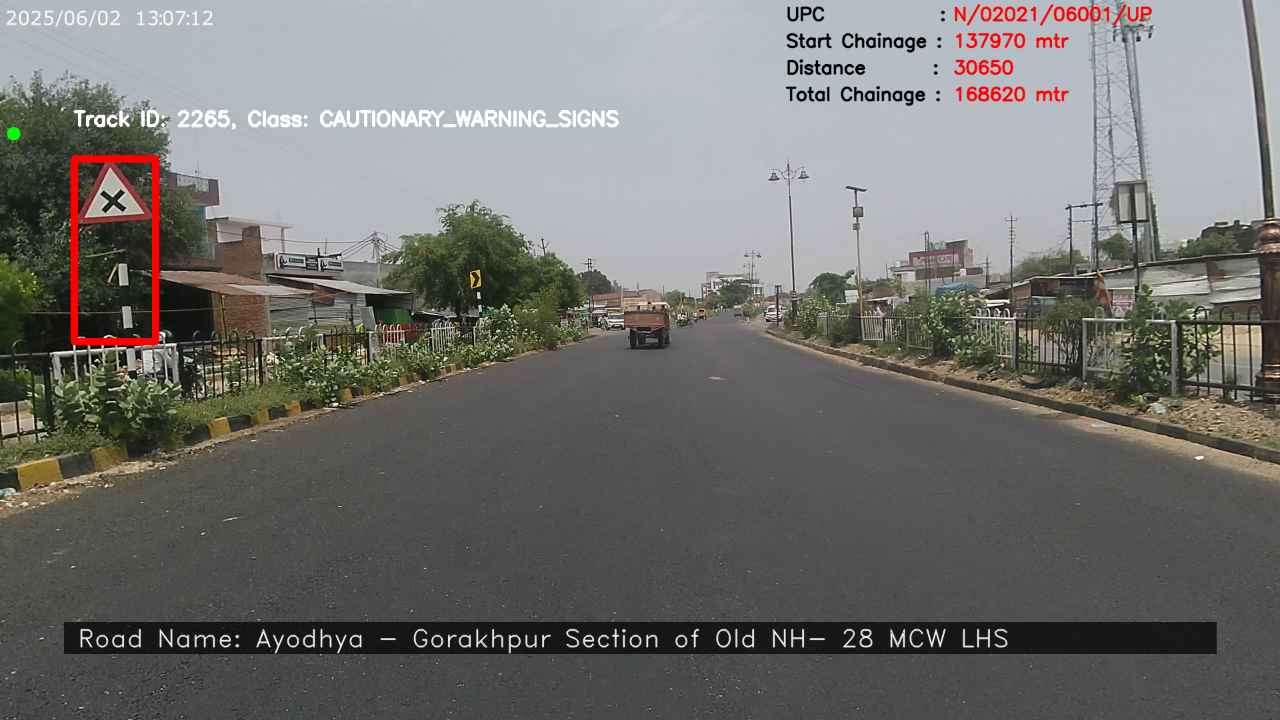 2025/06/02 13:07:12
UPC : N/02021/06001/UP
Start Chainage : 137970 mtr
Distance : 30650
Total Chainage : 168620 mtr
Track ID: 2265, Class: CAUTIONARY_WARNING_SIGNS
Road Name: Ayodhya - Gorakhpur Section of Old NH- 28 MCW LHS